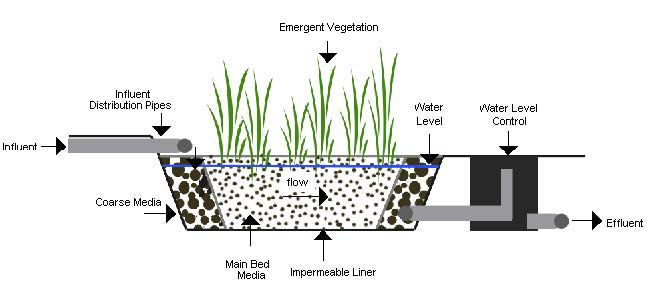 Emergent Vegetation
Influent
Distribution Pipes
Water
Level
Water Level
Control
Influent
flow
Coarse Media
Effluent
Main Bed
Media
Impermeable Liner